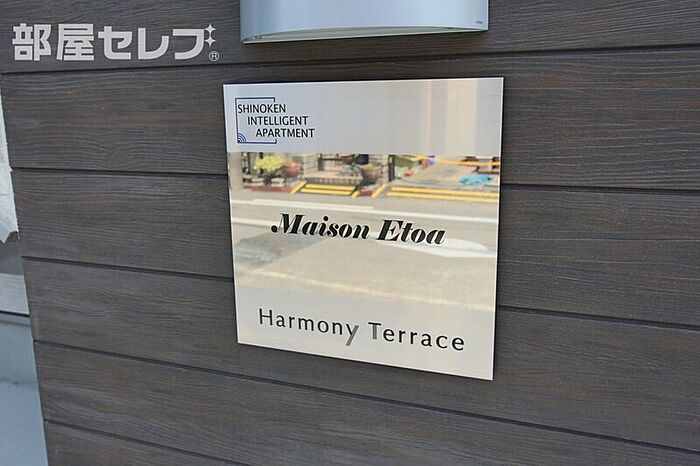 部屋セレブ®
SHINOKEN
INTELLIGENT
APARTMENT
Maison Etoa
Harmony Terrace